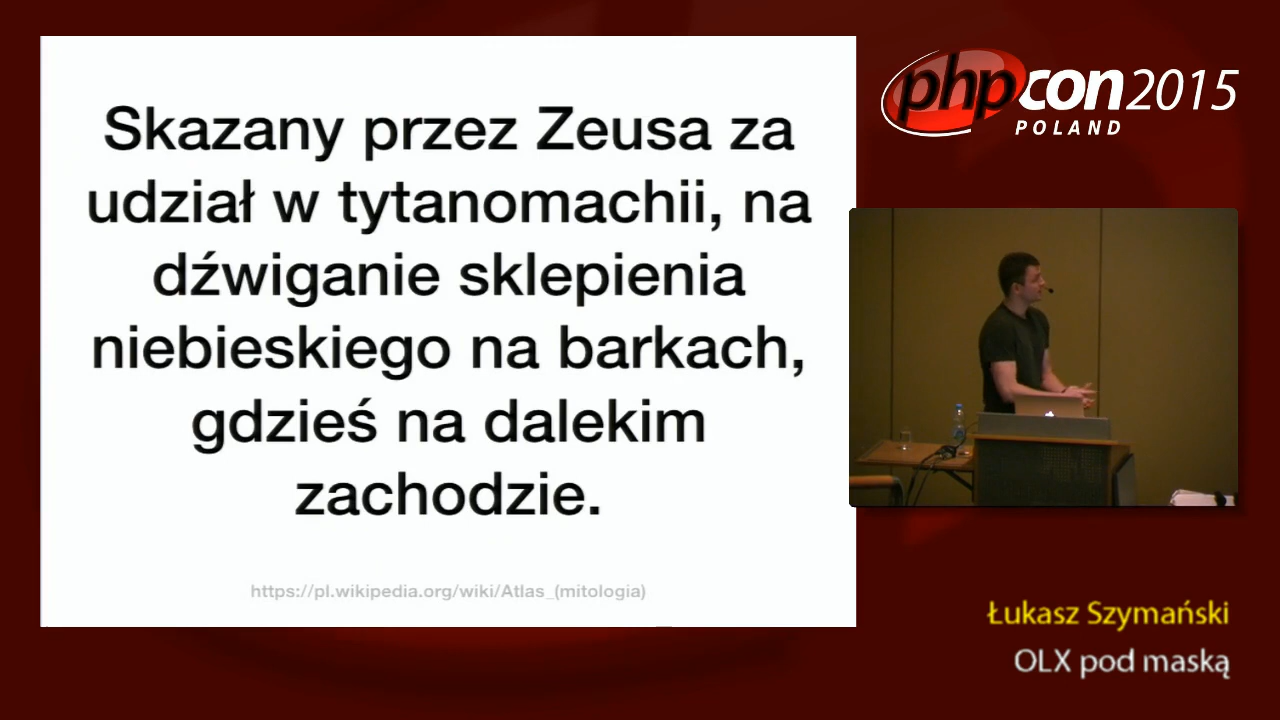 Skazany przez Zeusa za
udział w tytanomachii, na
dźwiganie sklepienia
niebieskiego na barkach,
gdzieś na dalekim
zachodzie.
https://pl.wikipedia.org/wiki/Atlas_(mitologia)
phpcon2015
POLAND
Łukasz Szymański
OLX pod maską